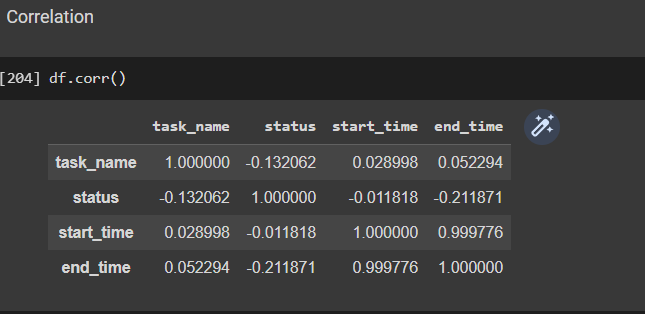 Correlation
[204] df.corr()
task_name status start_time end_time
task_name 1.000000 -0.132062 0.028998 0.052294
status -0.132062 1.000000 -0.011818 -0.211871
start_time 0.028998 -0.011818 1.000000 0.999776
end_time 0.052294 -0.211871 0.999776 1.000000